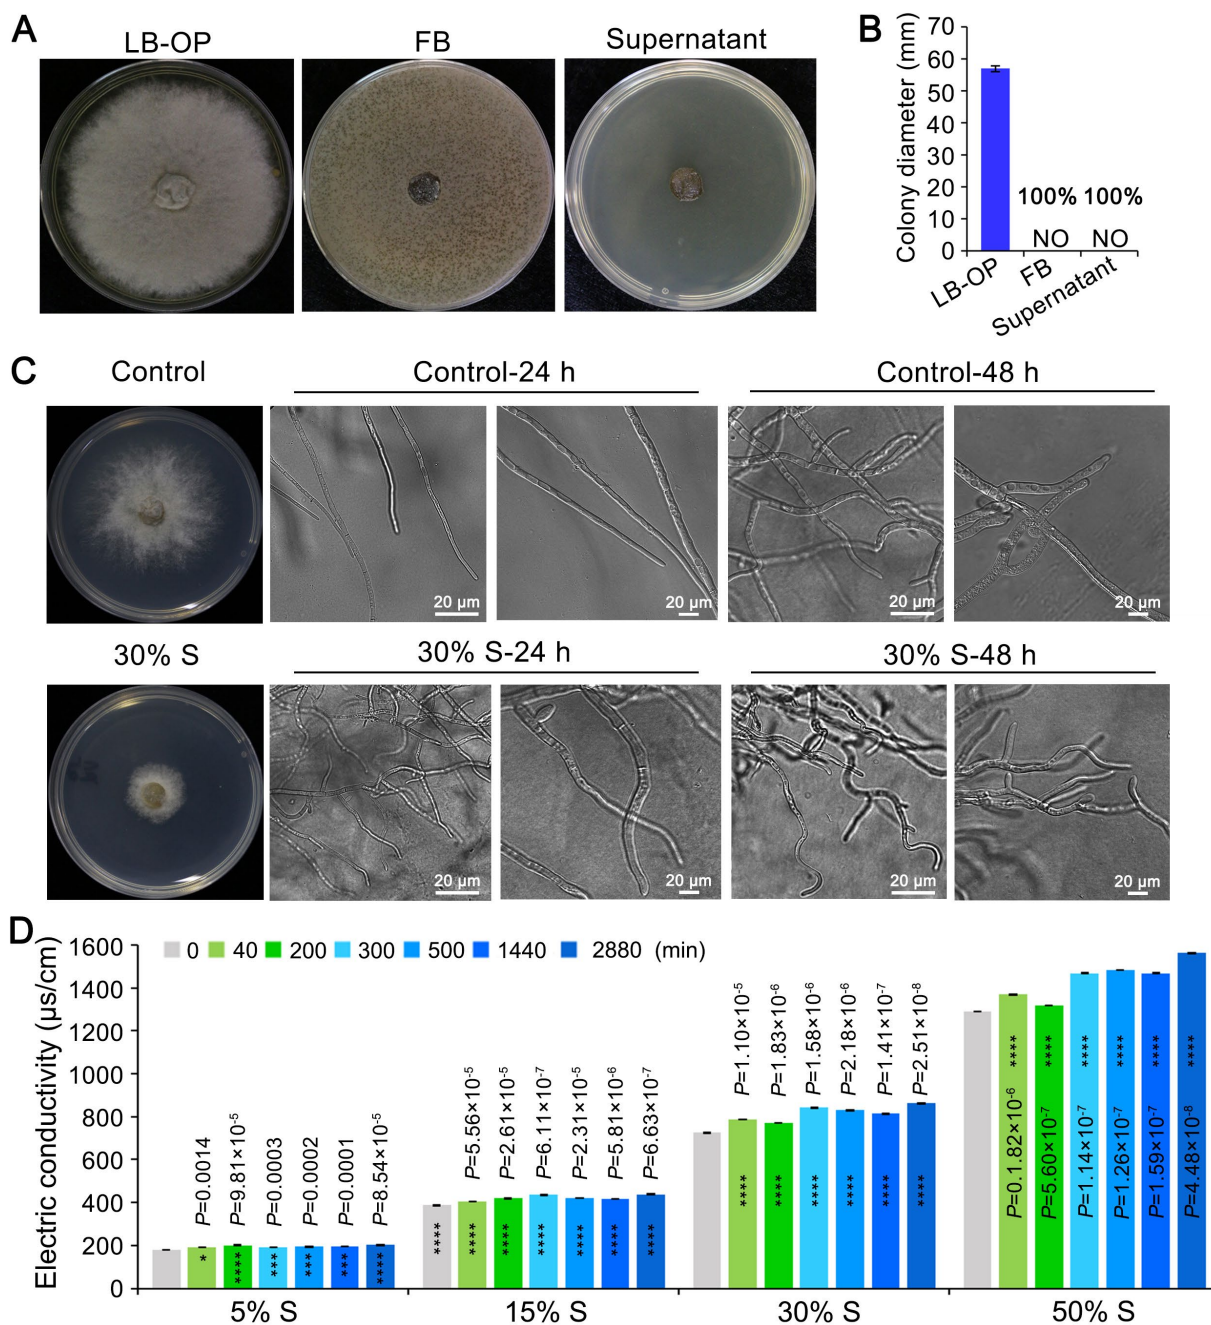 A
LB-OP
FB
Supernatant
B
Colony diameter (mm)
70
60
50
40
30
20
10
0
100% 100%
NO NO
LB-OP
FB
Supernatant
C
Control
Control-24 h
Control-48 h
20 µm
20 µm
20 µm
20 µm
30% S
30% S-24 h
30% S-48 h
20 µm
20 µm
20 µm
20 µm
D
Electric conductivity (µs/cm)
0 40 200 300 500 1440 2880 (min)
1600
1400
1200
1000
800
600
400
200
0
P=0.0014
P=9.81×10⁻⁵
P=0.0003
P=0.0002
P=0.0001
P=8.54×10⁻⁵
*
****
***
***
***
****
P=5.56×10⁻⁵
P=2.61×10⁻⁵
P=6.11×10⁻⁷
P=2.31×10⁻⁵
P=5.81×10⁻⁶
P=6.63×10⁻⁷
****
****
****
****
****
****
****
P=1.10×10⁻⁵
P=1.83×10⁻⁶
P=1.58×10⁻⁶
P=2.18×10⁻⁶
P=1.41×10⁻⁷
P=2.51×10⁻⁸
****
****
****
****
****
****
****
****
****
****
****
****
P=0.1.82×10⁻⁶
P=5.60×10⁻⁷
P=1.14×10⁻⁷
P=1.26×10⁻⁷
P=1.59×10⁻⁷
P=4.48×10⁻⁸
5% S
15% S
30% S
50% S